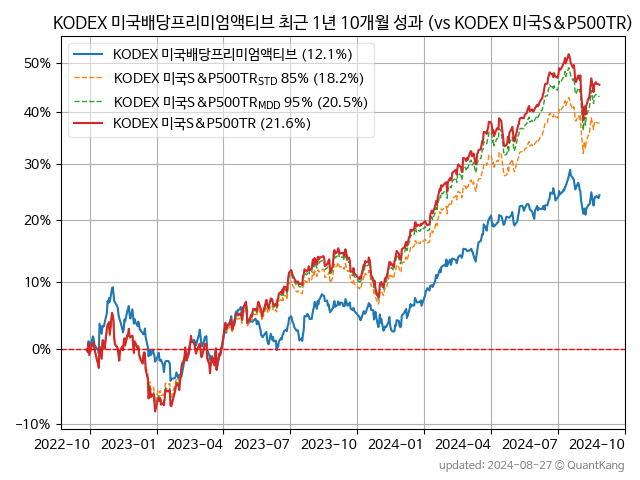 KODEX 미국배당프리미엄액티브 최근 1년 10개월 성과 (vs KODEX 미국S&P500TR)
KODEX 미국배당프리미엄액티브 (12.1%)
KODEX 미국S&P500TR_STD 85% (18.2%)
KODEX 미국S&P500TR_MDD 95% (20.5%)
KODEX 미국S&P500TR (21.6%)
50%
40%
30%
20%
10%
0%
−10%
2022-10 2023-01 2023-04 2023-07 2023-10 2024-01 2024-04 2024-07 2024-10
updated: 2024-08-27 © QuantKang